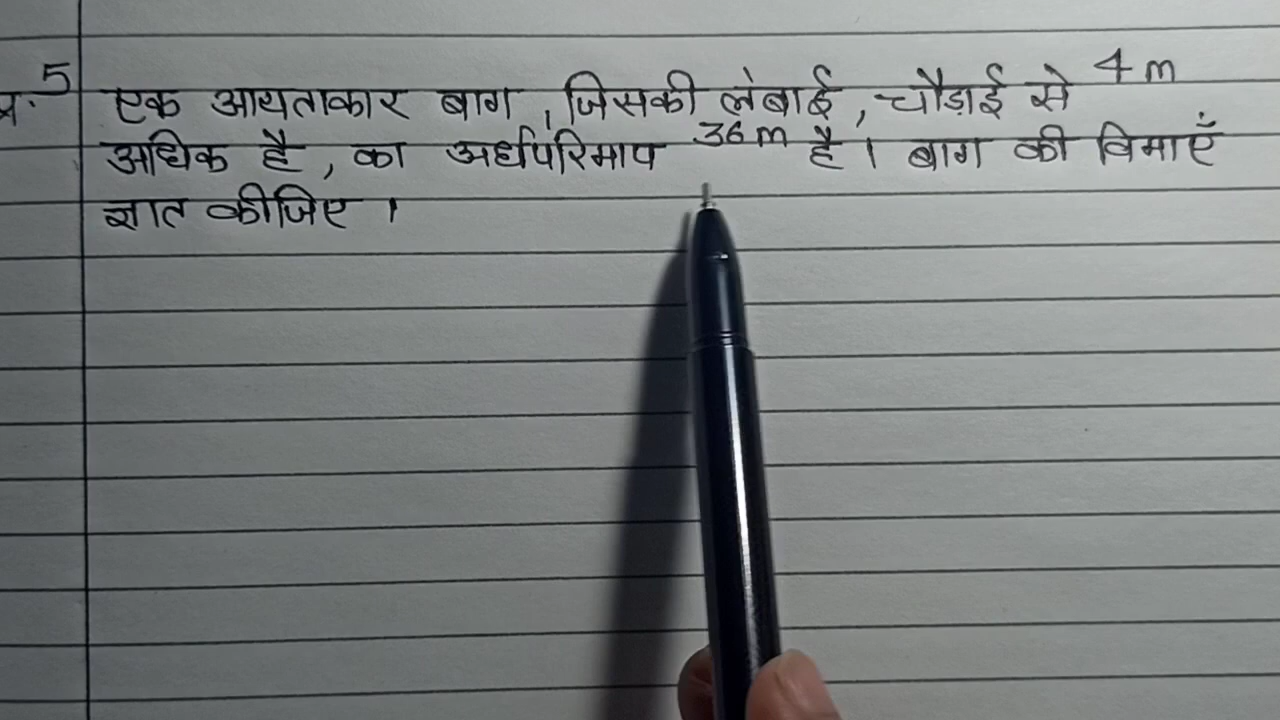 प्र. 5 एक आयताकार बाग, जिसकी लंबाई, चौड़ाई से 4 m
अधिक है, का अर्धपरिमाप 36 m है। बाग की विमाएँ
ज्ञात कीजिए।